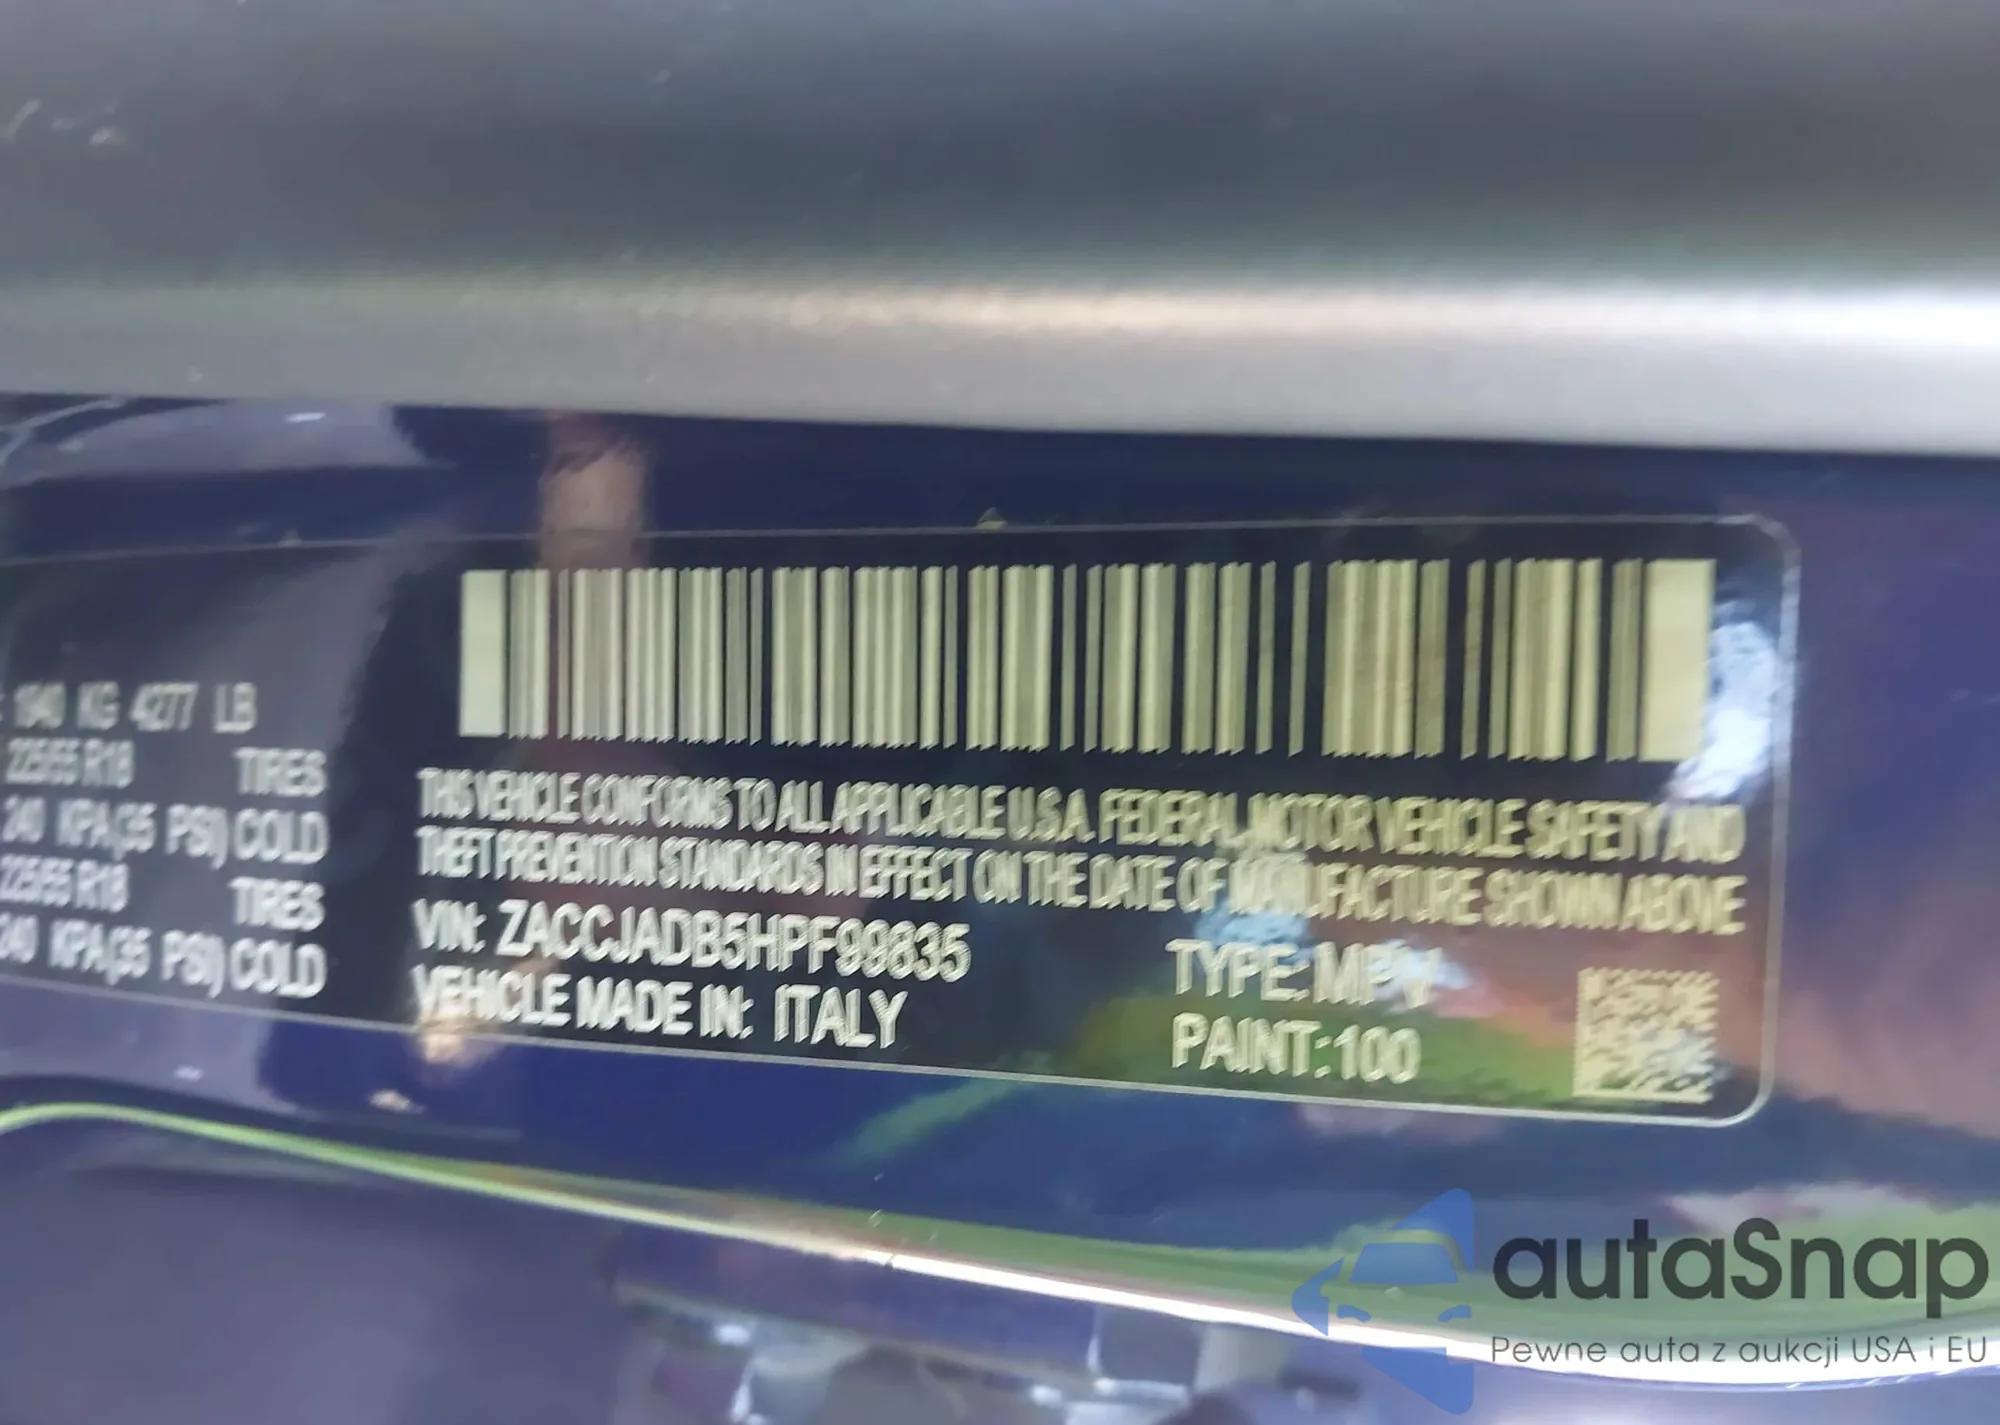 1940 KG 4277 LB
225/55 R18 TIRES
240 KPA(35 PSI) COLD
225/55 R18 TIRES
240 KPA(35 PSI) COLD
THIS VEHICLE CONFORMS TO ALL APPLICABLE U.S.A. FEDERAL MOTOR VEHICLE SAFETY AND
THEFT PREVENTION STANDARDS IN EFFECT ON THE DATE OF MANUFACTURE SHOWN ABOVE
VIN: ZACCJADB5HPF99835
TYPE: MPV
VEHICLE MADE IN: ITALY
PAINT: 100
autaSnap
Pewne auta z aukcji USA i EU